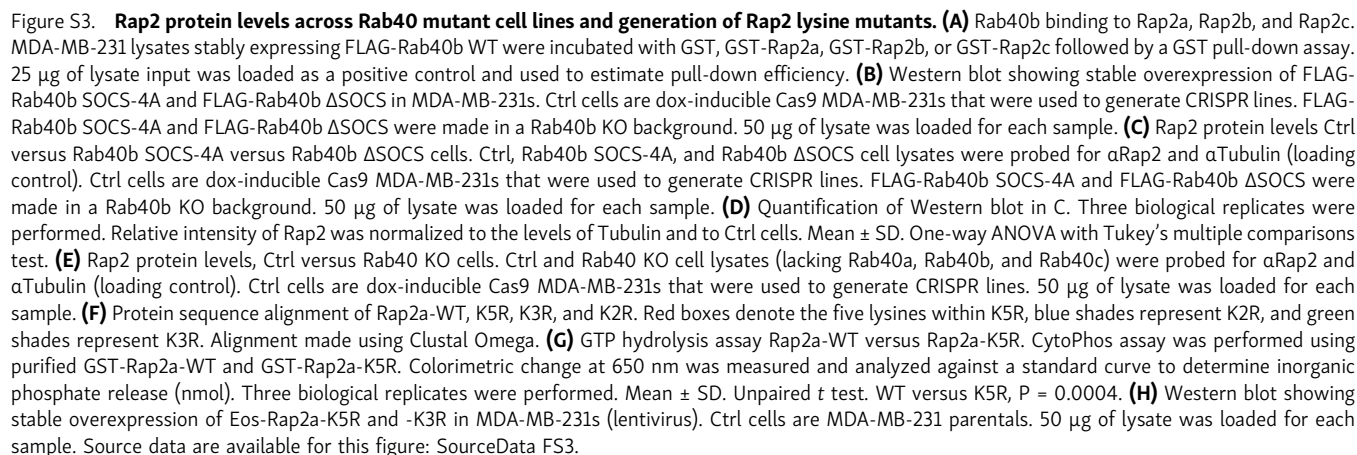 Figure S3. Rap2 protein levels across Rab40 mutant cell lines and generation of Rap2 lysine mutants. (A) Rab40b binding to Rap2a, Rap2b, and Rap2c.
MDA-MB-231 lysates stably expressing FLAG-Rab40b WT were incubated with GST, GST-Rap2a, GST-Rap2b, or GST-Rap2c followed by a GST pull-down assay.
25 µg of lysate input was loaded as a positive control and used to estimate pull-down efficiency. (B) Western blot showing stable overexpression of FLAG-
Rab40b SOCS-4A and FLAG-Rab40b ΔSOCS in MDA-MB-231s. Ctrl cells are dox-inducible Cas9 MDA-MB-231s that were used to generate CRISPR lines. FLAG-
Rab40b SOCS-4A and FLAG-Rab40b ΔSOCS were made in a Rab40b KO background. 50 µg of lysate was loaded for each sample. (C) Rap2 protein levels Ctrl
versus Rab40b SOCS-4A versus Rab40b ΔSOCS cells. Ctrl, Rab40b SOCS-4A, and Rab40b ΔSOCS cell lysates were probed for αRap2 and αTubulin (loading
control). Ctrl cells are dox-inducible Cas9 MDA-MB-231s that were used to generate CRISPR lines. FLAG-Rab40b SOCS-4A and FLAG-Rab40b ΔSOCS were
made in a Rab40b KO background. 50 µg of lysate was loaded for each sample. (D) Quantification of Western blot in C. Three biological replicates were
performed. Relative intensity of Rap2 was normalized to the levels of Tubulin and to Ctrl cells. Mean ± SD. One-way ANOVA with Tukey's multiple comparisons
test. (E) Rap2 protein levels, Ctrl versus Rab40 KO cells. Ctrl and Rab40 KO cell lysates (lacking Rab40a, Rab40b, and Rab40c) were probed for αRap2 and
αTubulin (loading control). Ctrl cells are dox-inducible Cas9 MDA-MB-231s that were used to generate CRISPR lines. 50 µg of lysate was loaded for each
sample. (F) Protein sequence alignment of Rap2a-WT, K5R, K3R, and K2R. Red boxes denote the five lysines within K5R, blue shades represent K2R, and green
shades represent K3R. Alignment made using Clustal Omega. (G) GTP hydrolysis assay Rap2a-WT versus Rap2a-K5R. CytoPhos assay was performed using
purified GST-Rap2a-WT and GST-Rap2a-K5R. Colorimetric change at 650 nm was measured and analyzed against a standard curve to determine inorganic
phosphate release (nmol). Three biological replicates were performed. Mean ± SD. Unpaired t test. WT versus K5R, P = 0.0004. (H) Western blot showing
stable overexpression of Eos-Rap2a-K5R and -K3R in MDA-MB-231s (lentivirus). Ctrl cells are MDA-MB-231 parentals. 50 µg of lysate was loaded for each
sample. Source data are available for this figure: SourceData FS3.